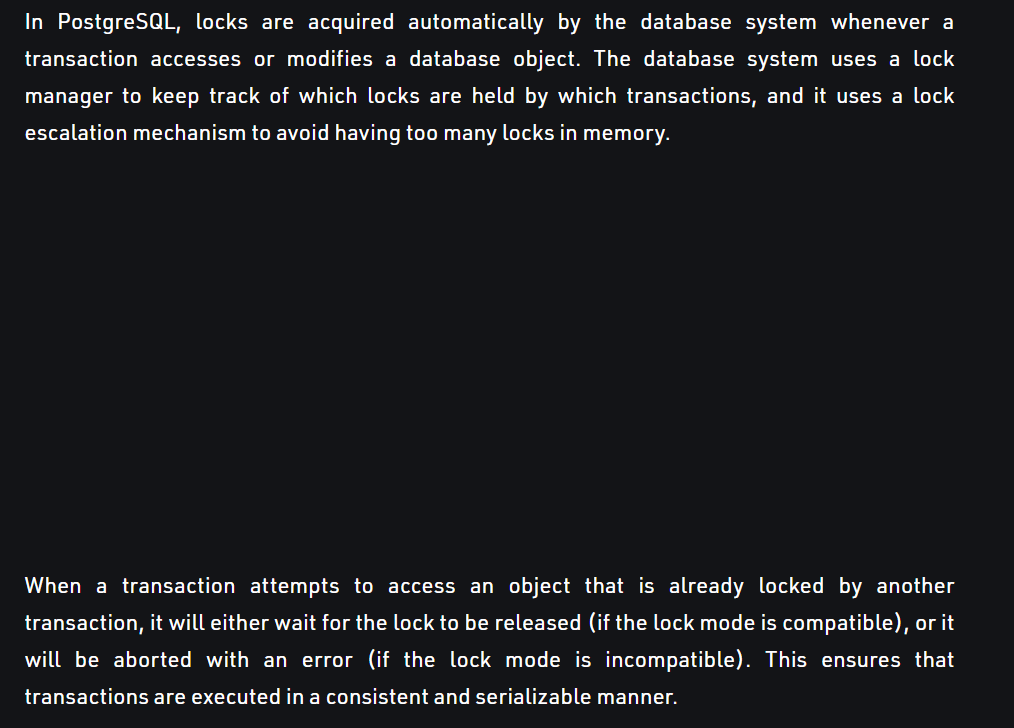 In PostgreSQL, locks are acquired automatically by the database system whenever a
transaction accesses or modifies a database object. The database system uses a lock
manager to keep track of which locks are held by which transactions, and it uses a lock
escalation mechanism to avoid having too many locks in memory.
When a transaction attempts to access an object that is already locked by another
transaction, it will either wait for the lock to be released (if the lock mode is compatible), or it
will be aborted with an error (if the lock mode is incompatible). This ensures that
transactions are executed in a consistent and serializable manner.